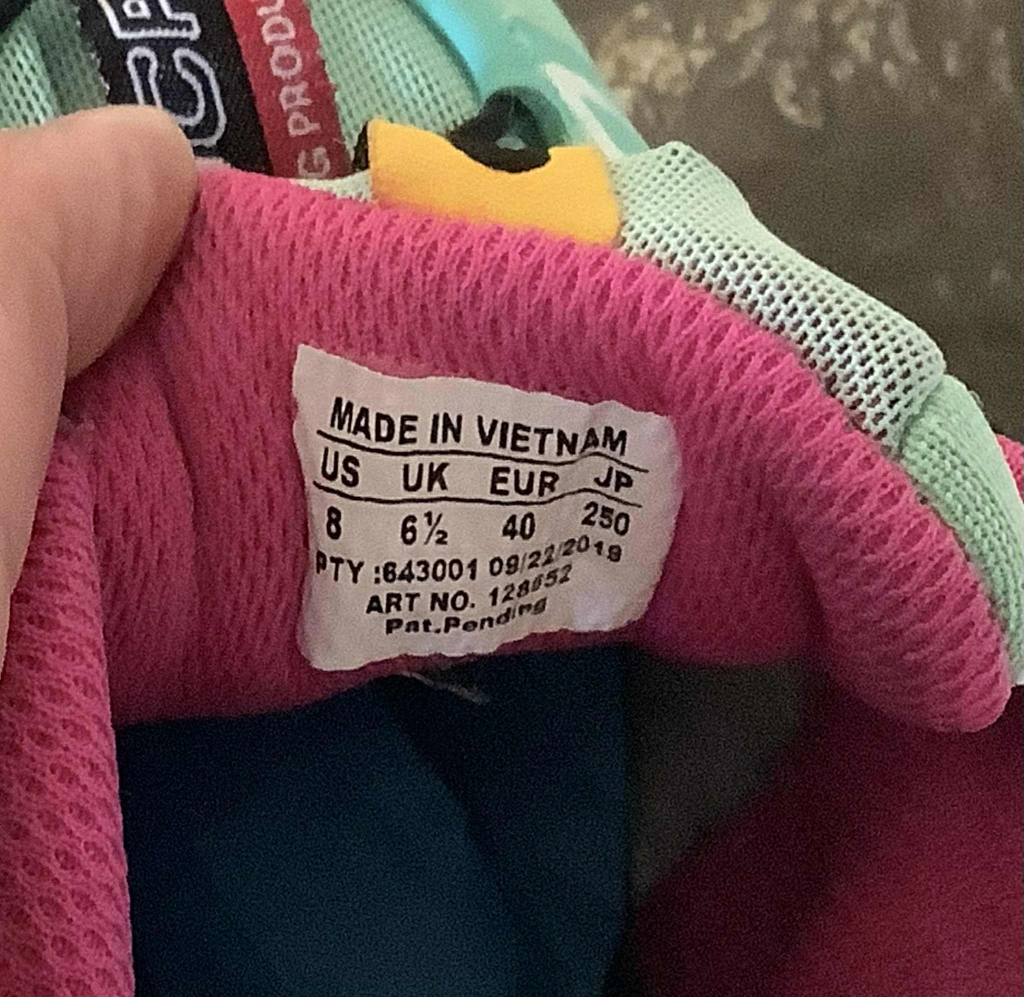 G PRODU
MADE IN VIETNAM
US UK EUR JP
8 6½ 40 250
PTY :643001 09/22/2019
ART NO.
Pat.Pending